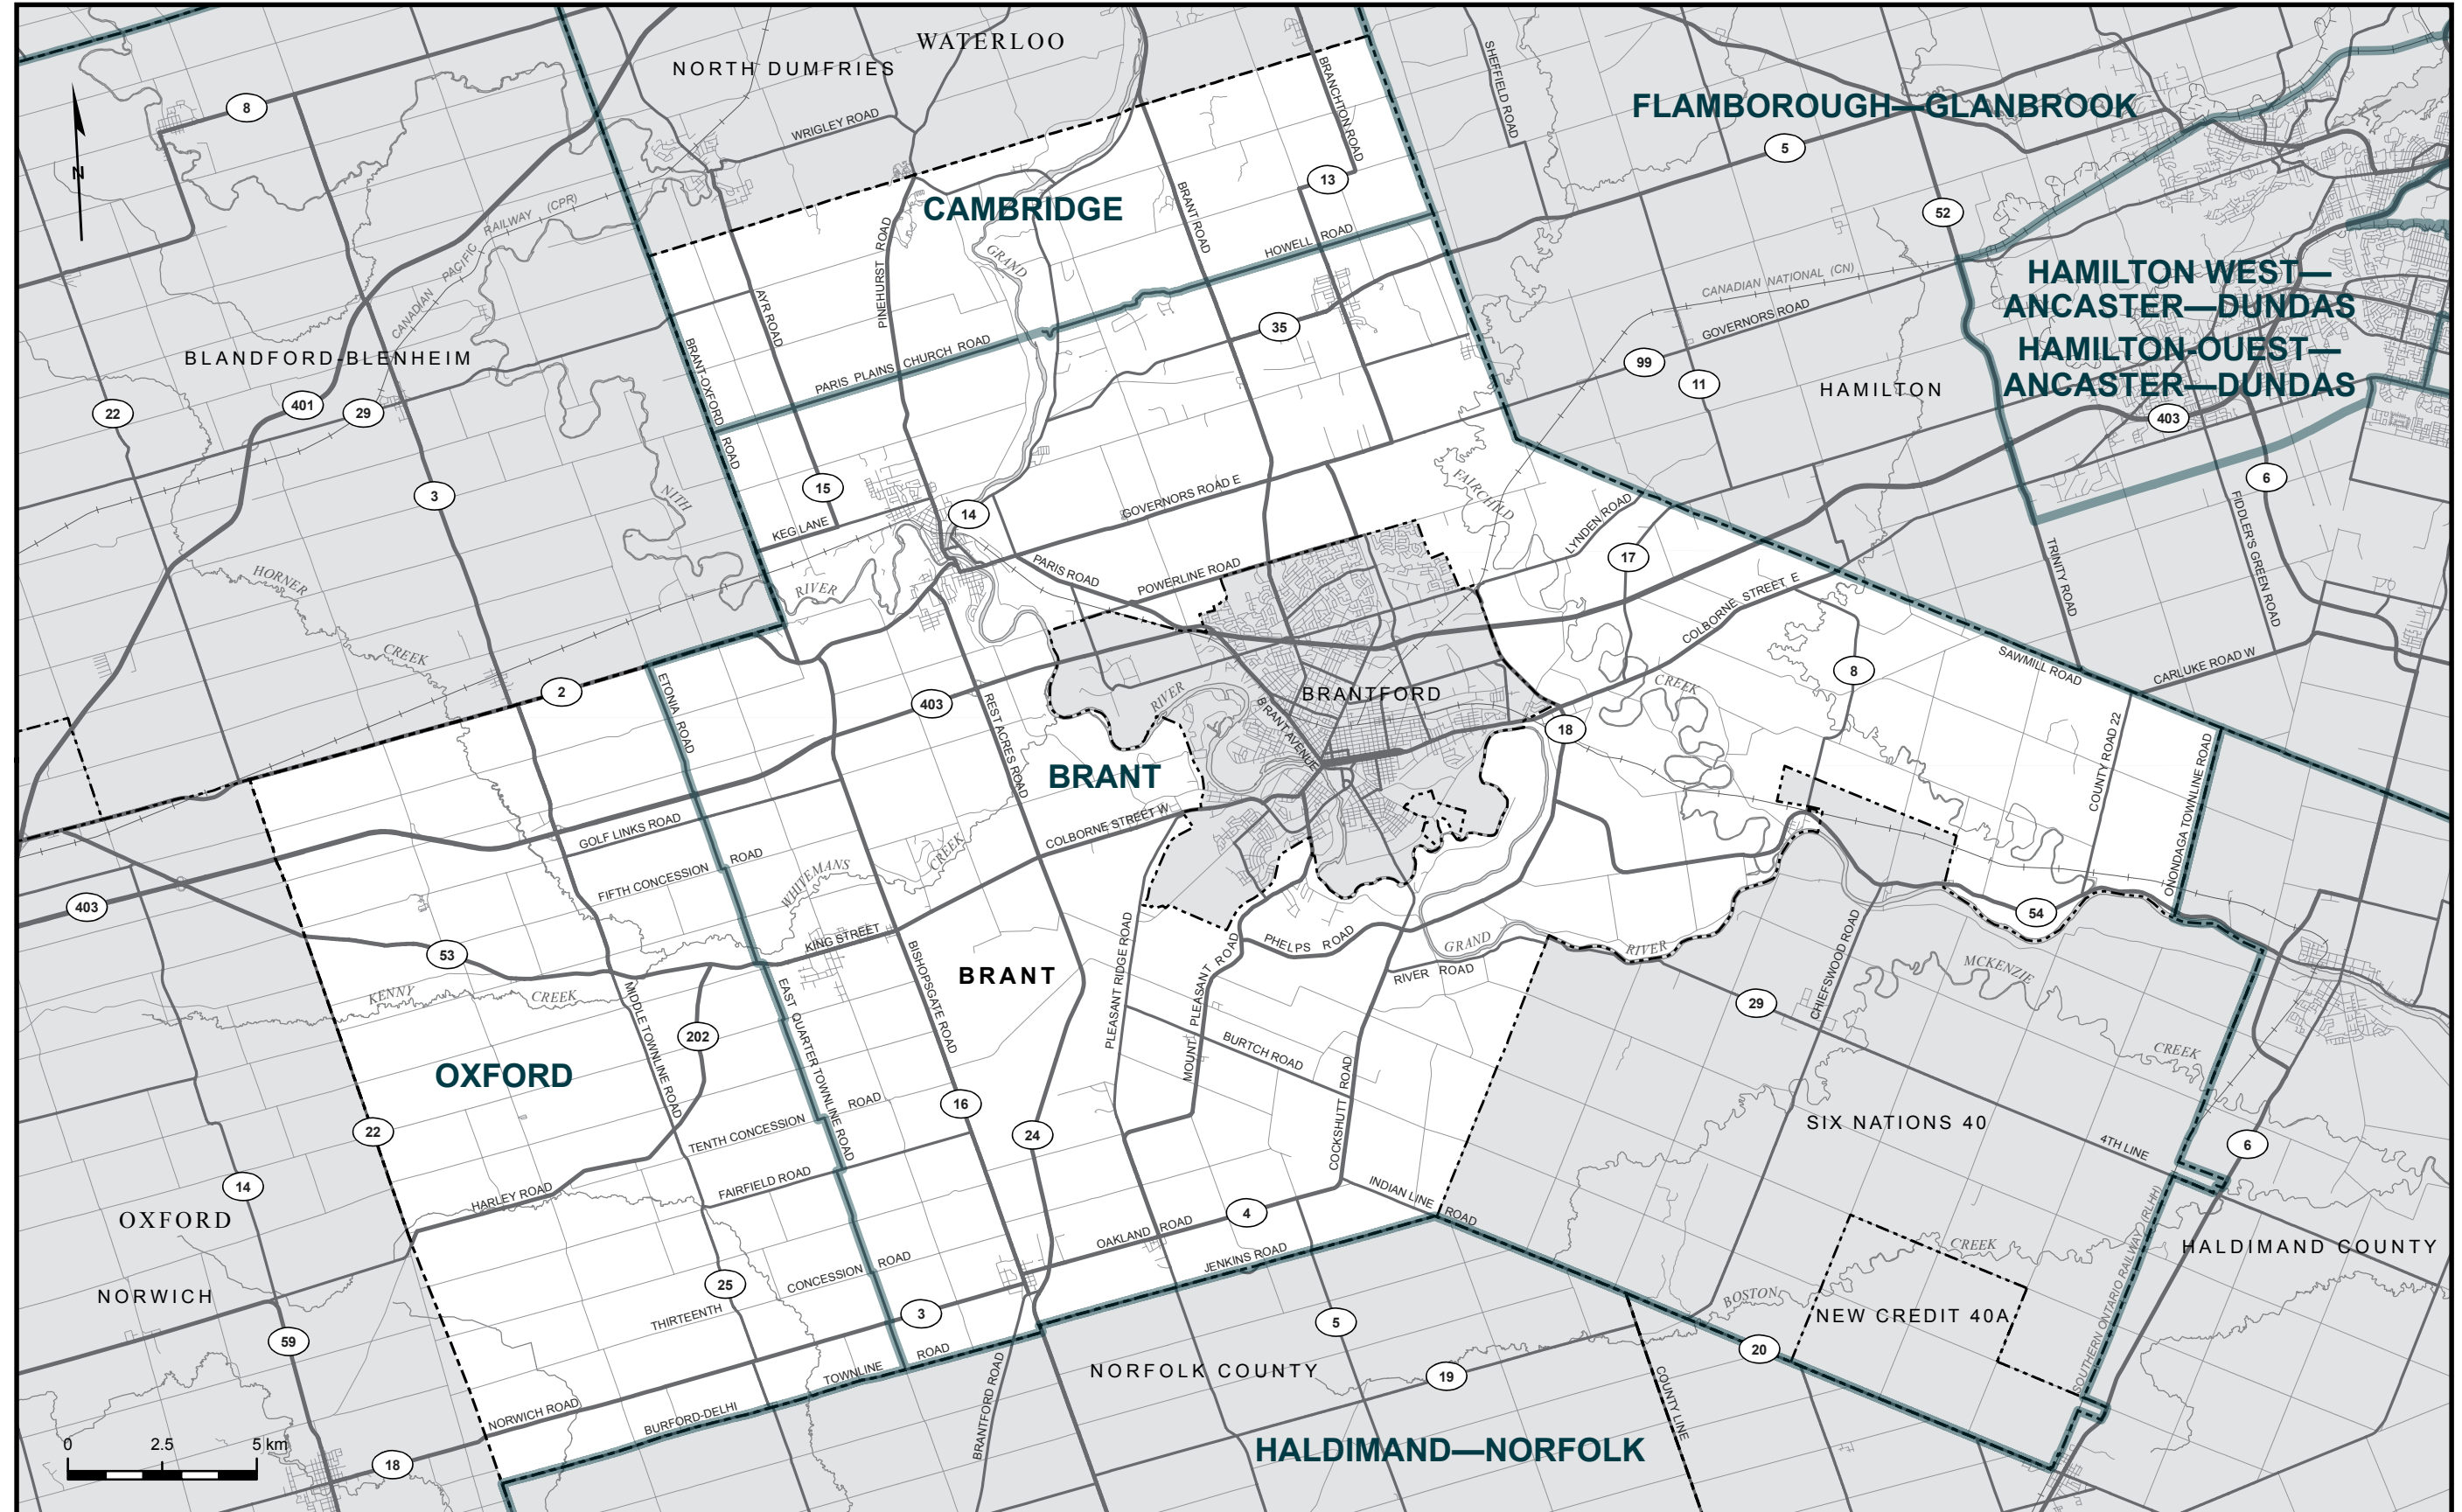 WATERLOO
NORTH DUMFRIES
WRIGLEY ROAD
BRANCHTON ROAD
SHEFFIELD ROAD
FLAMBOROUGH—GLANBROOK
8
5
13
52
N
CANADIAN PACIFIC RAILWAY (CPR)
CAMBRIDGE
PINEHURST ROAD
GRAND
BRANT ROAD
HOWELL ROAD
AYR ROAD
CANADIAN NATIONAL (CN)
GOVERNORS ROAD
HAMILTON WEST—
ANCASTER—DUNDAS
HAMILTON-OUEST—
ANCASTER—DUNDAS
BLANDFORD-BLENHEIM
BRANT-OXFORD ROAD
PARIS PLAINS CHURCH ROAD
35
99
11
HAMILTON
403
22
401
29
3
15
14
6
NITH
KEG LANE
GOVERNORS ROAD E
FAIRCHILD
LYNDEN ROAD
FIDDLER'S GREEN ROAD
TRINITY ROAD
17
HORNER
CREEK
RIVER
PARIS ROAD
POWERLINE ROAD
COLBORNE STREET E
8
SAWMILL ROAD
CARLUKE ROAD W
2
ETONIA ROAD
403
REST ACRES ROAD
RIVER
BRANTFORD
BRANT AVENUE
CREEK
18
COUNTY ROAD 22
ONONDAGA TOWNLINE ROAD
BRANT
GOLF LINKS ROAD
FIFTH CONCESSION ROAD
WHITEMANS
CREEK
COLBORNE STREET W
403
53
KING STREET
54
KENNY
CREEK
MIDDLE TOWNLINE ROAD
EAST QUARTER TOWNLINE ROAD
BISHOPSGATE ROAD
BRANT
PLEASANT RIDGE ROAD
MOUNT PLEASANT ROAD
PHELPS ROAD
GRAND
RIVER
RIVER ROAD
CHIEFSWOOD ROAD
MCKENZIE
CREEK
29
202
BURTCH ROAD
COCKSHUTT ROAD
OXFORD
22
TENTH CONCESSION ROAD
16
24
SIX NATIONS 40
4TH LINE
6
14
HARLEY ROAD
FAIRFIELD ROAD
INDIAN LINE ROAD
4
OAKLAND ROAD
JENKINS ROAD
OXFORD
CONCESSION ROAD
THIRTEENTH
25
3
NORWICH
59
CREEK
BOSTON
NEW CREDIT 40A
SOUTHERN ONTARIO RAILWAY (RLHH)
HALDIMAND COUNTY
5
20
19
TOWNLINE ROAD
BURFORD-DELHI
NORWICH ROAD
BRANTFORD ROAD
NORFOLK COUNTY
COUNTY LINE
HALDIMAND—NORFOLK
0 2.5 5 km
18